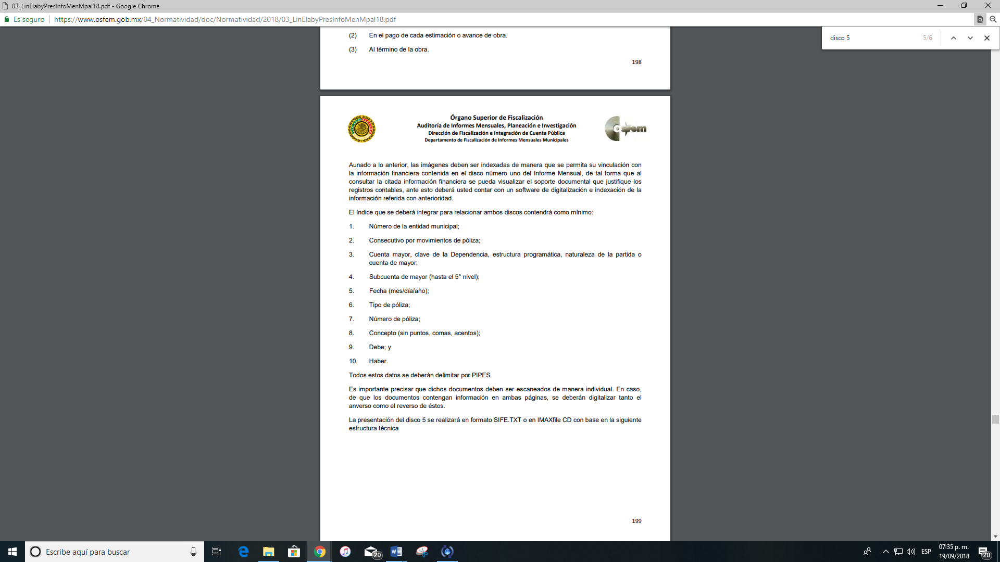 03_LinElabyPresInfoMenMpal18.pdf - Google Chrome
Es seguro
https://www.osfem.gob.mx/04_Normatividad/doc/Normatividad/2018/03_LinElabyPresInfoMenMpal18.pdf
disco 5
5/6
(2) En el pago de cada estimación o avance de obra.
(3) Al término de la obra.
198
Órgano Superior de Fiscalización
Auditoría de Informes Mensuales, Planeación e Investigación
Dirección de Fiscalización e Integración de Cuenta Pública
Departamento de Fiscalización de Informes Mensuales Municipales
osfem
Aunado a lo anterior, las imágenes deben ser indexadas de manera que se permita su vinculación con
la información financiera contenida en el disco número uno del Informe Mensual, de tal forma que al
consultar la citada información financiera se pueda visualizar el soporte documental que justifique los
registros contables, ante esto deberá usted contar con un software de digitalización e indexación de la
información referida con anterioridad.
El índice que se deberá integrar para relacionar ambos discos contendrá como mínimo:
1. Número de la entidad municipal;
2. Consecutivo por movimientos de póliza;
3. Cuenta mayor, clave de la Dependencia, estructura programática, naturaleza de la partida o
cuenta de mayor;
4. Subcuenta de mayor (hasta el 5° nivel);
5. Fecha (mes/día/año);
6. Tipo de póliza;
7. Número de póliza;
8. Concepto (sin puntos, comas, acentos);
9. Debe; y
10. Haber.
Todos estos datos se deberán delimitar por PIPES.
Es importante precisar que dichos documentos deben ser escaneados de manera individual. En caso,
de que los documentos contengan información en ambas páginas, se deberán digitalizar tanto el
anverso como el reverso de éstos.
La presentación del disco 5 se realizará en formato SIFE.TXT o en IMAXfile CD con base en la siguiente
estructura técnica
199
Escribe aquí para buscar
20
ESP
07:35 p. m.
19/09/2018
20